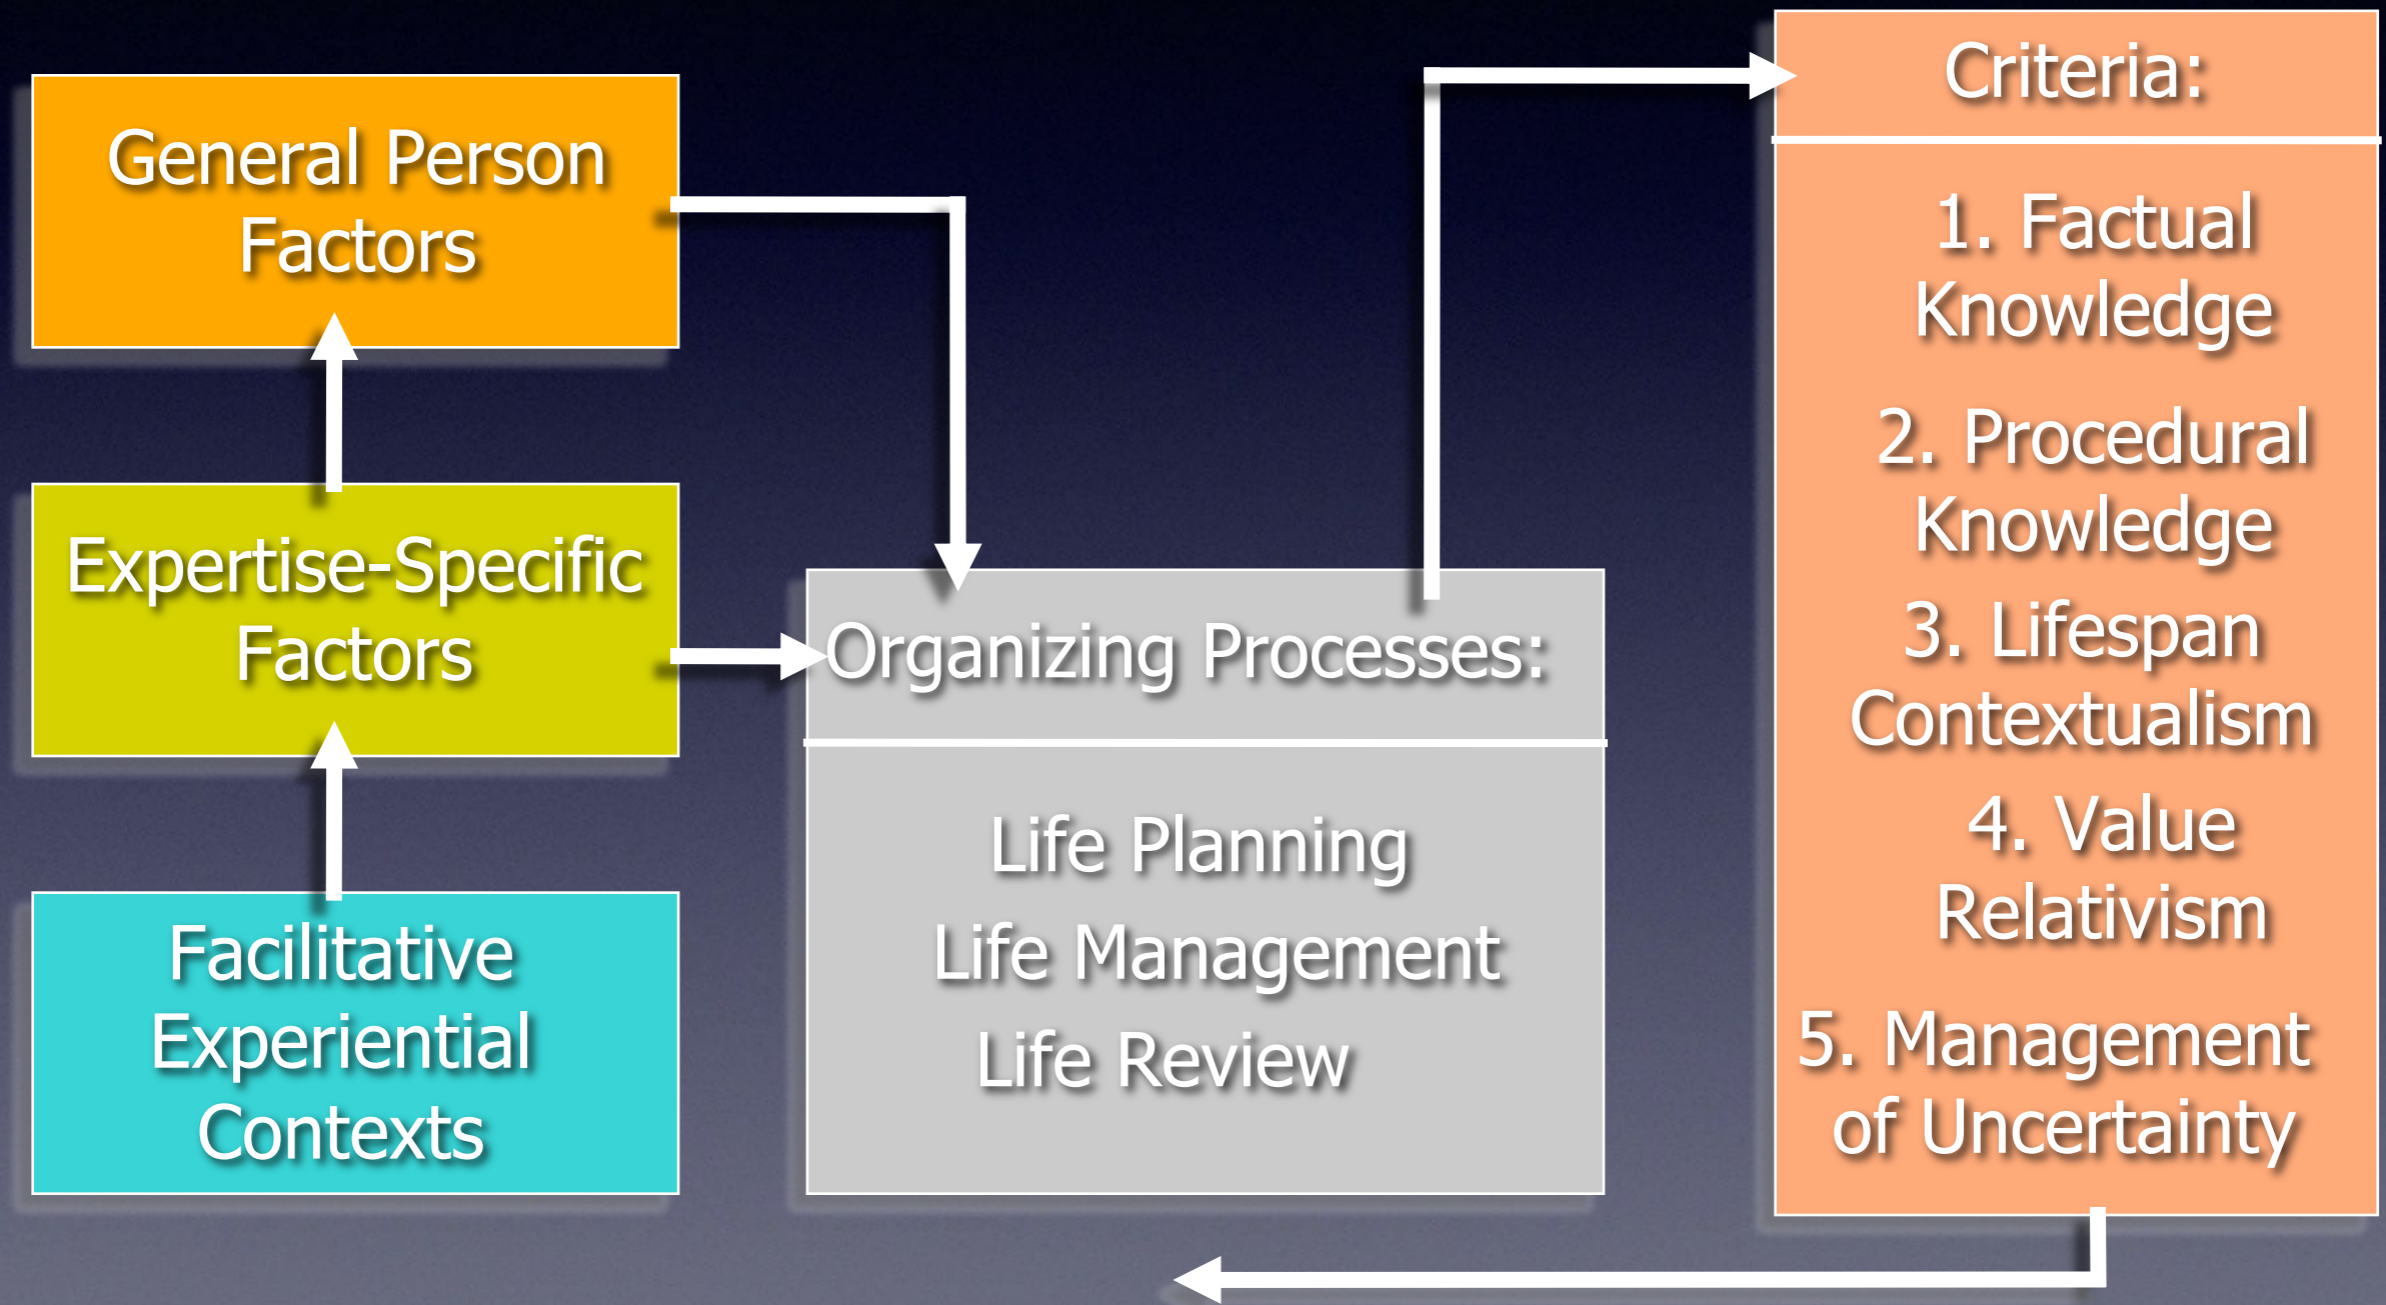 General Person
Factors
Expertise-Specific
Factors
Facilitative
Experiential
Contexts
Organizing Processes:
Life Planning
Life Management
Life Review
Criteria:
1. Factual
Knowledge
2. Procedural
Knowledge
3. Lifespan
Contextualism
4. Value
Relativism
5. Management
of Uncertainty